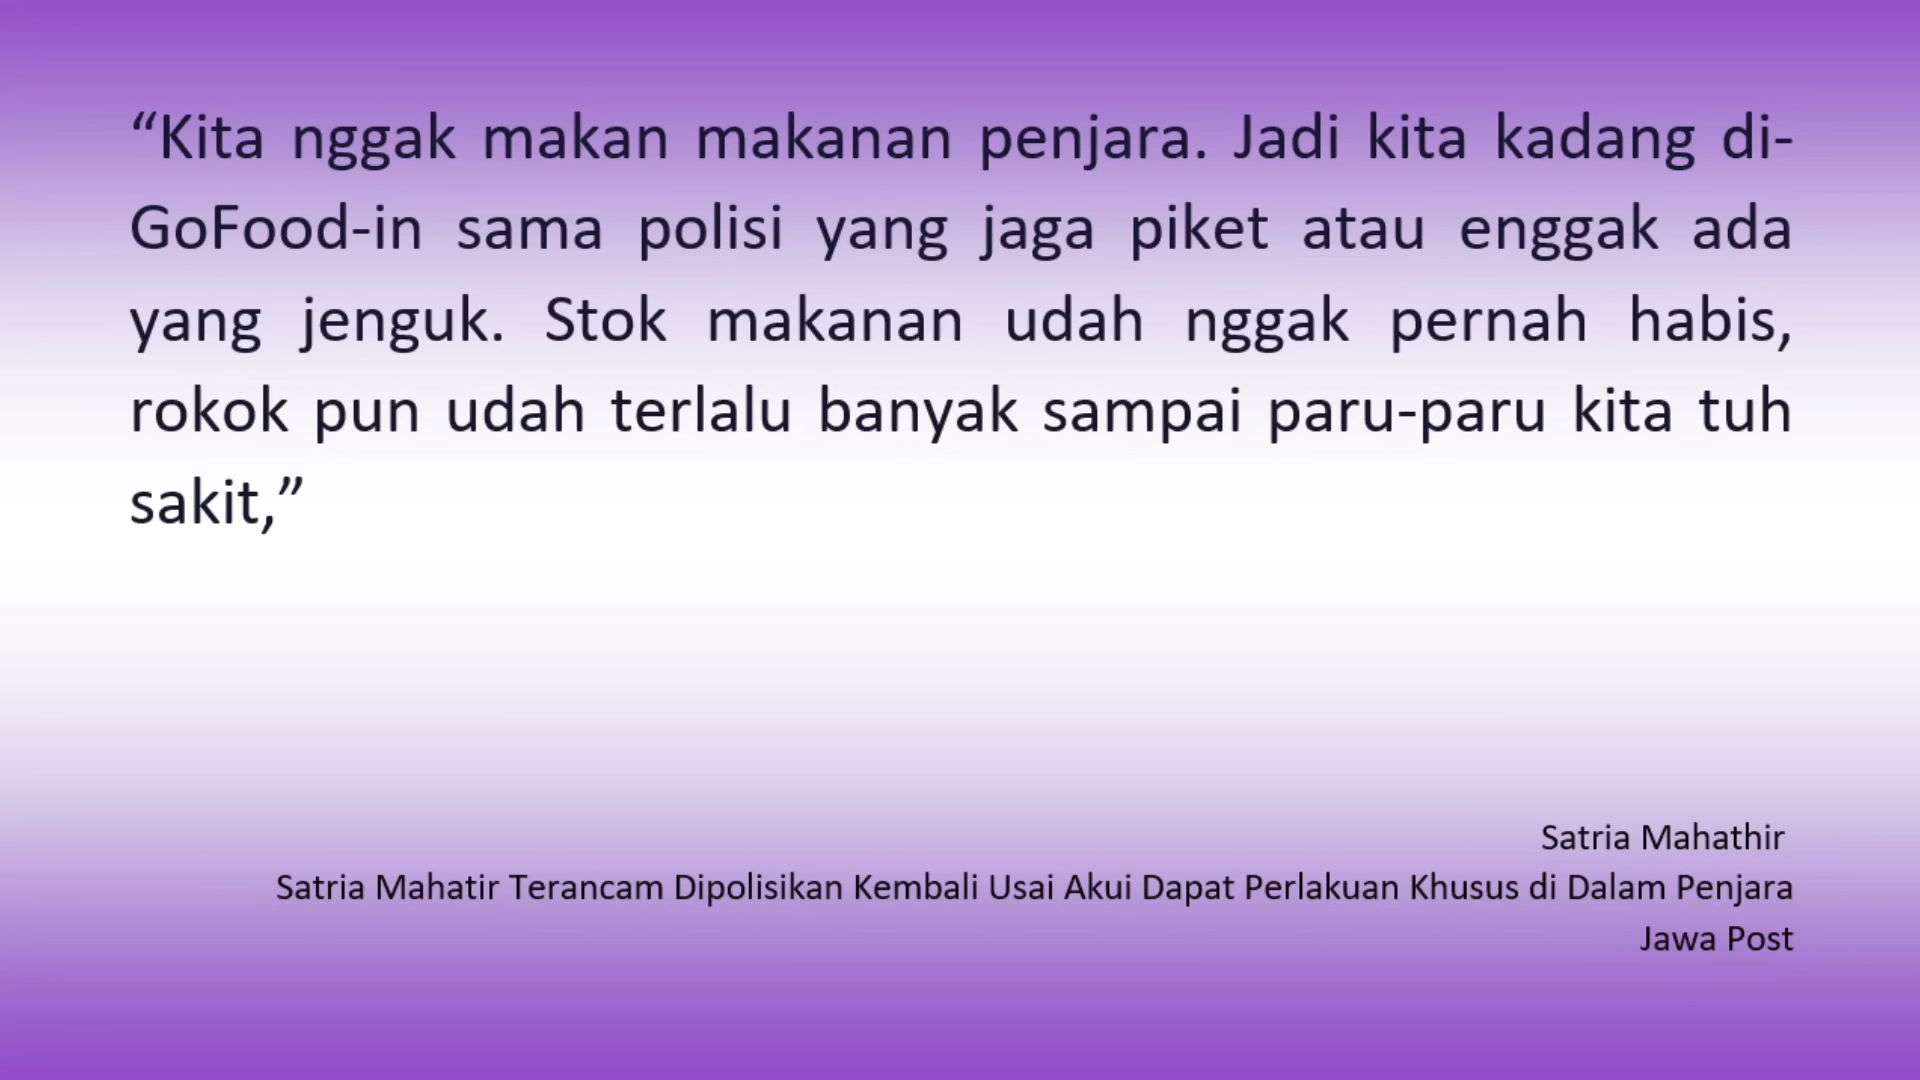 “Kita nggak makan makanan penjara. Jadi kita kadang di-
GoFood-in sama polisi yang jaga piket atau enggak ada
yang jenguk. Stok makanan udah nggak pernah habis,
rokok pun udah terlalu banyak sampai paru-paru kita tuh
sakit,”
Satria Mahathir
Satria Mahatir Terancam Dipolisikan Kembali Usai Akui Dapat Perlakuan Khusus di Dalam Penjara
Jawa Post